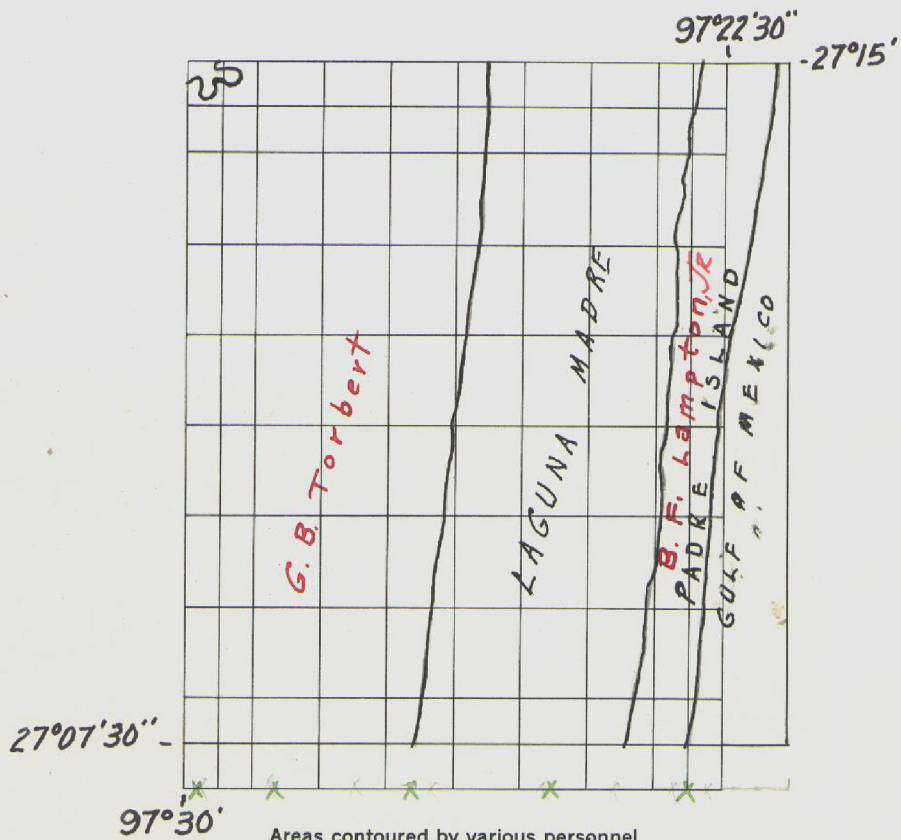 97°22'30"
27°15'
G. B. Torbert
LAGUNA MADRE
B. F. Lampton, JR
PADRE ISLAND
GULF OF MEXICO
27°07'30"
97°30'
Areas contoured by various personnel